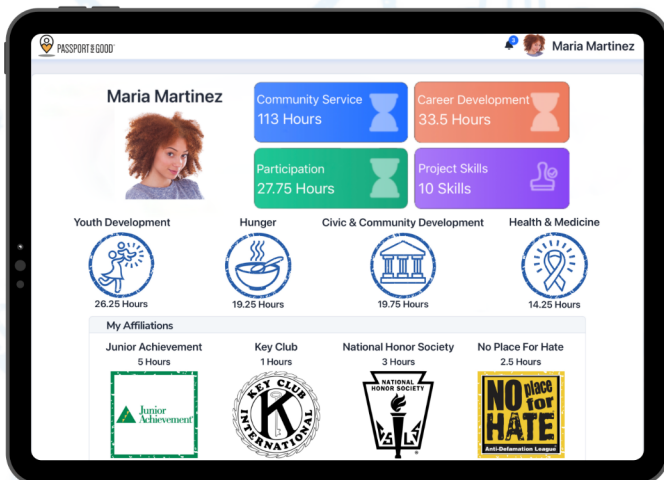 PASSPORT TO GOOD
3
Maria Martinez
Maria Martinez
Community Service
113 Hours
Career Development
33.5 Hours
Participation
27.75 Hours
Project Skills
10 Skills
Youth Development
Hunger
Civic & Community Development
Health & Medicine
26.25 Hours
19.25 Hours
19.75 Hours
14.25 Hours
My Affiliations
Junior Achievement
Key Club
National Honor Society
No Place For Hate
5 Hours
1 Hours
3 Hours
2.5 Hours
Junior
Achievement
KEY CLUB
K
INTERNATIONAL
NATIONAL
HONOR SOCIETY
C S L S
NO place
for
HATE
Anti-Defamation League